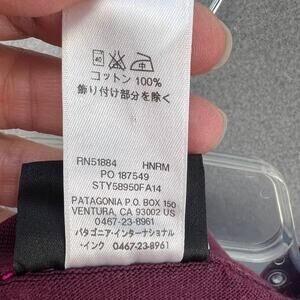 40
中
コットン 100%
飾り付け部分を除く
RN51884 HNRM
PO 187549
STY58950FA14
PATAGONIA P.O. BOX 150
VENTURA, CA 93002 US
0467-23-8961
パタゴニア・インターナショナル
・インク 0467-23-8961